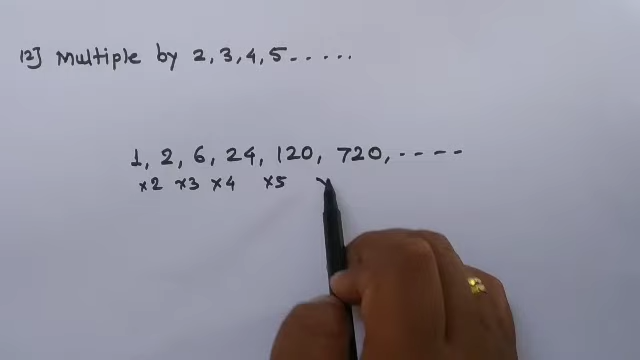 12] Multiple by 2, 3, 4, 5 ......
1, 2, 6, 24, 120, 720, ----
×2 ×3 ×4 ×5